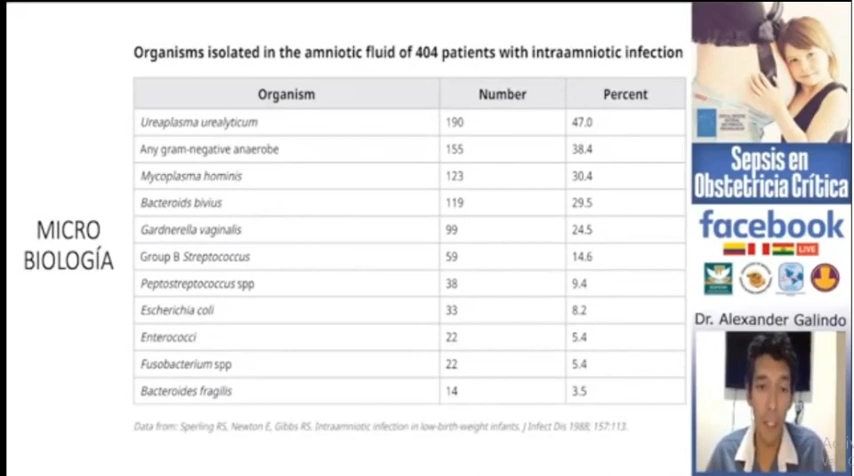 Organisms isolated in the amniotic fluid of 404 patients with intraamniotic infection
Organism Number Percent
Ureaplasma urealyticum 190 47.0
Any gram-negative anaerobe 155 38.4
Mycoplasma hominis 123 30.4
Bacteroids bivius 119 29.5
Gardnerella vaginalis 99 24.5
Group B Streptococcus 59 14.6
Peptostreptococcus spp 38 9.4
Escherichia coli 33 8.2
Enterococci 22 5.4
Fusobacterium spp 22 5.4
Bacteroides fragilis 14 3.5
Data from: Sperling RS, Newton E, Gibbs RS. Intraamniotic infection in low-birth-weight infants. J Infect Dis 1988; 157:113.
MICRO
BIOLOGÍA
Sepsis en
Obstetricia Crítica
facebook
LIVE
Dr. Alexander Galindo